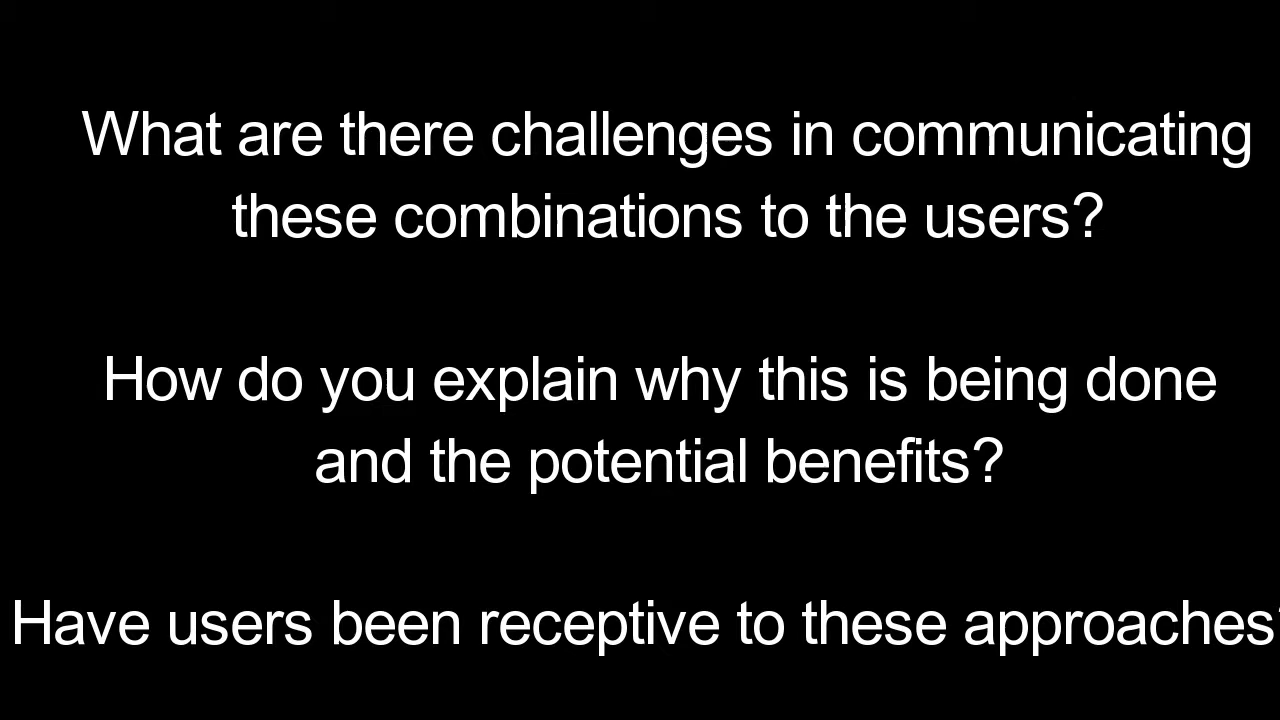 What are there challenges in communicating
these combinations to the users?
How do you explain why this is being done
and the potential benefits?
Have users been receptive to these approaches?